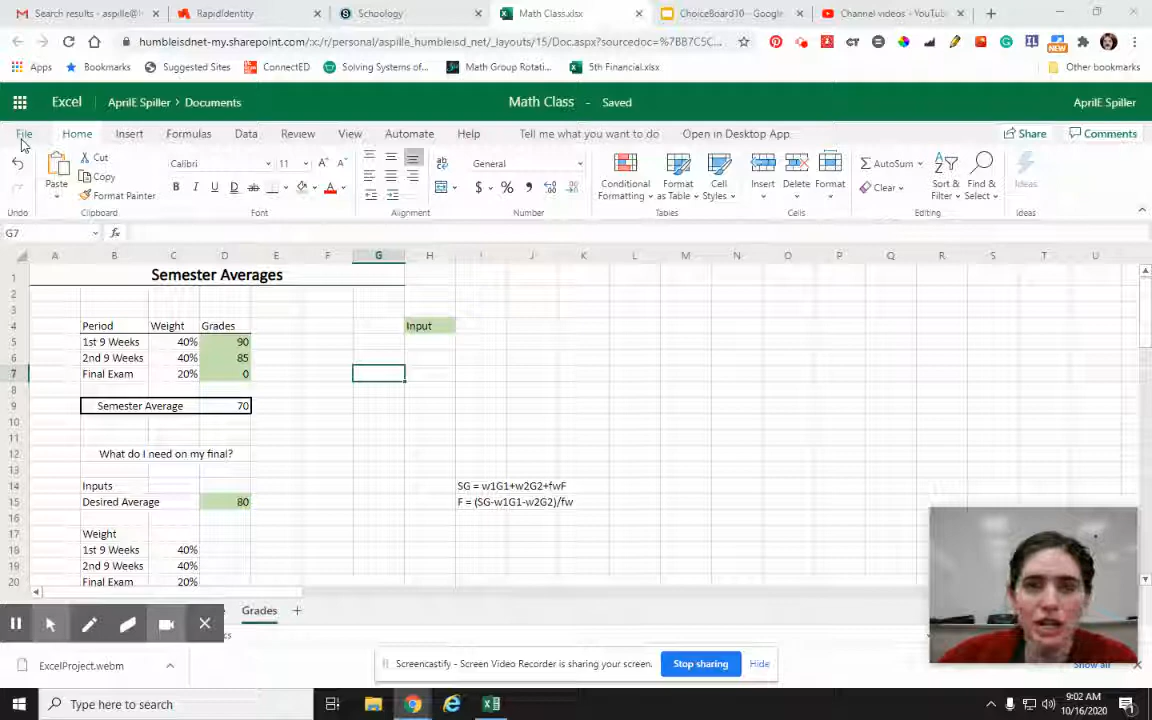 Search results - aspille@h
RapidIdentity
Schoology
Math Class.xlsx
ChoiceBoard10 - Google
Channel videos - YouTub
humbleisdnet-my.sharepoint.com/:x:/r/personal/aspille_humbleisd_net/_layouts/15/Doc.aspx?sourcedoc=%7BB7C5C...
NEW
Apps
Bookmarks
Suggested Sites
ConnectED
Solving Systems of...
Math Group Rotati...
5th Financial.xlsx
Other bookmarks
Excel
AprilE Spiller > Documents
Math Class - Saved
AprilE Spiller
File Home Insert Formulas Data Review View Automate Help Tell me what you want to do Open in Desktop App Share Comments
Cut
Calibri 11
General
AutoSum
Paste
Copy
Format Painter
B I U D ab
$ %
Conditional Formatting
Format as Table
Cell Styles
Insert Delete Format
Clear
Sort & Filter
Find & Select
Ideas
Undo Clipboard Font Alignment Number Tables Cells Editing Ideas
G7 fx
A B C D E F G H I J K L M N O P Q R S T U
1 Semester Averages
2
3
4 Period Weight Grades Input
5 1st 9 Weeks 40% 90
6 2nd 9 Weeks 40% 85
7 Final Exam 20% 0
8
9 Semester Average 70
10
11
12 What do I need on my final?
13
14 Inputs SG = w1G1+w2G2+fwF
15 Desired Average 80 F = (SG-w1G1-w2G2)/fw
16
17 Weight
18 1st 9 Weeks 40%
19 2nd 9 Weeks 40%
20 Final Exam 20%
Grades +
ExcelProject.webm
Screencastify - Screen Video Recorder is sharing your screen.
Stop sharing
Hide
Show all
Type here to search
9:02 AM
10/16/2020
1